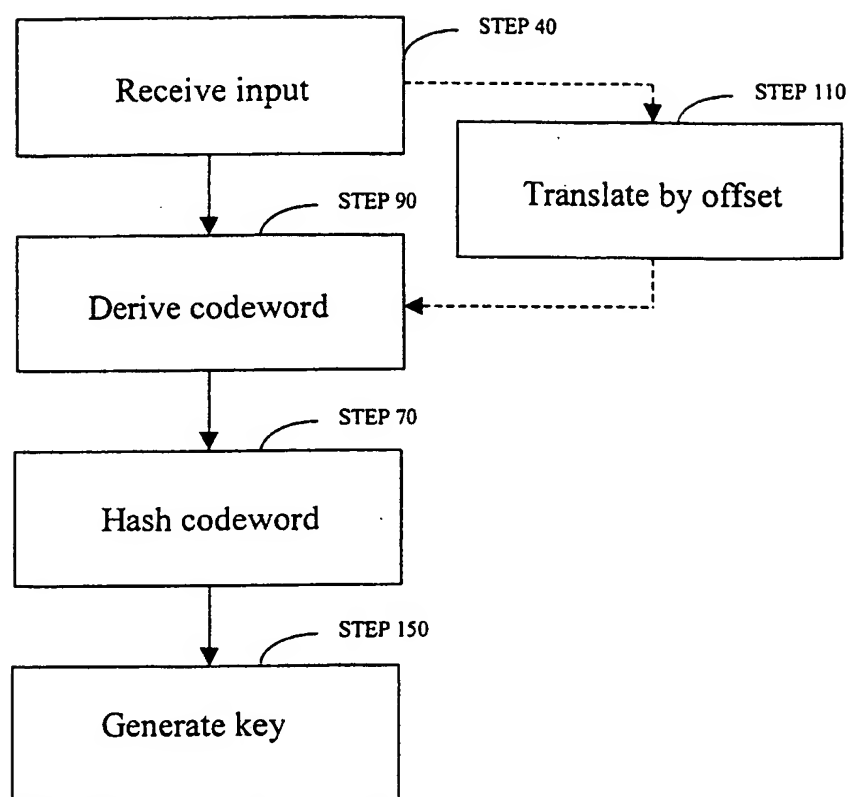 STEP 40
Receive input
STEP 110
Translate by offset
STEP 90
Derive codeword
STEP 70
Hash codeword
STEP 150
Generate key